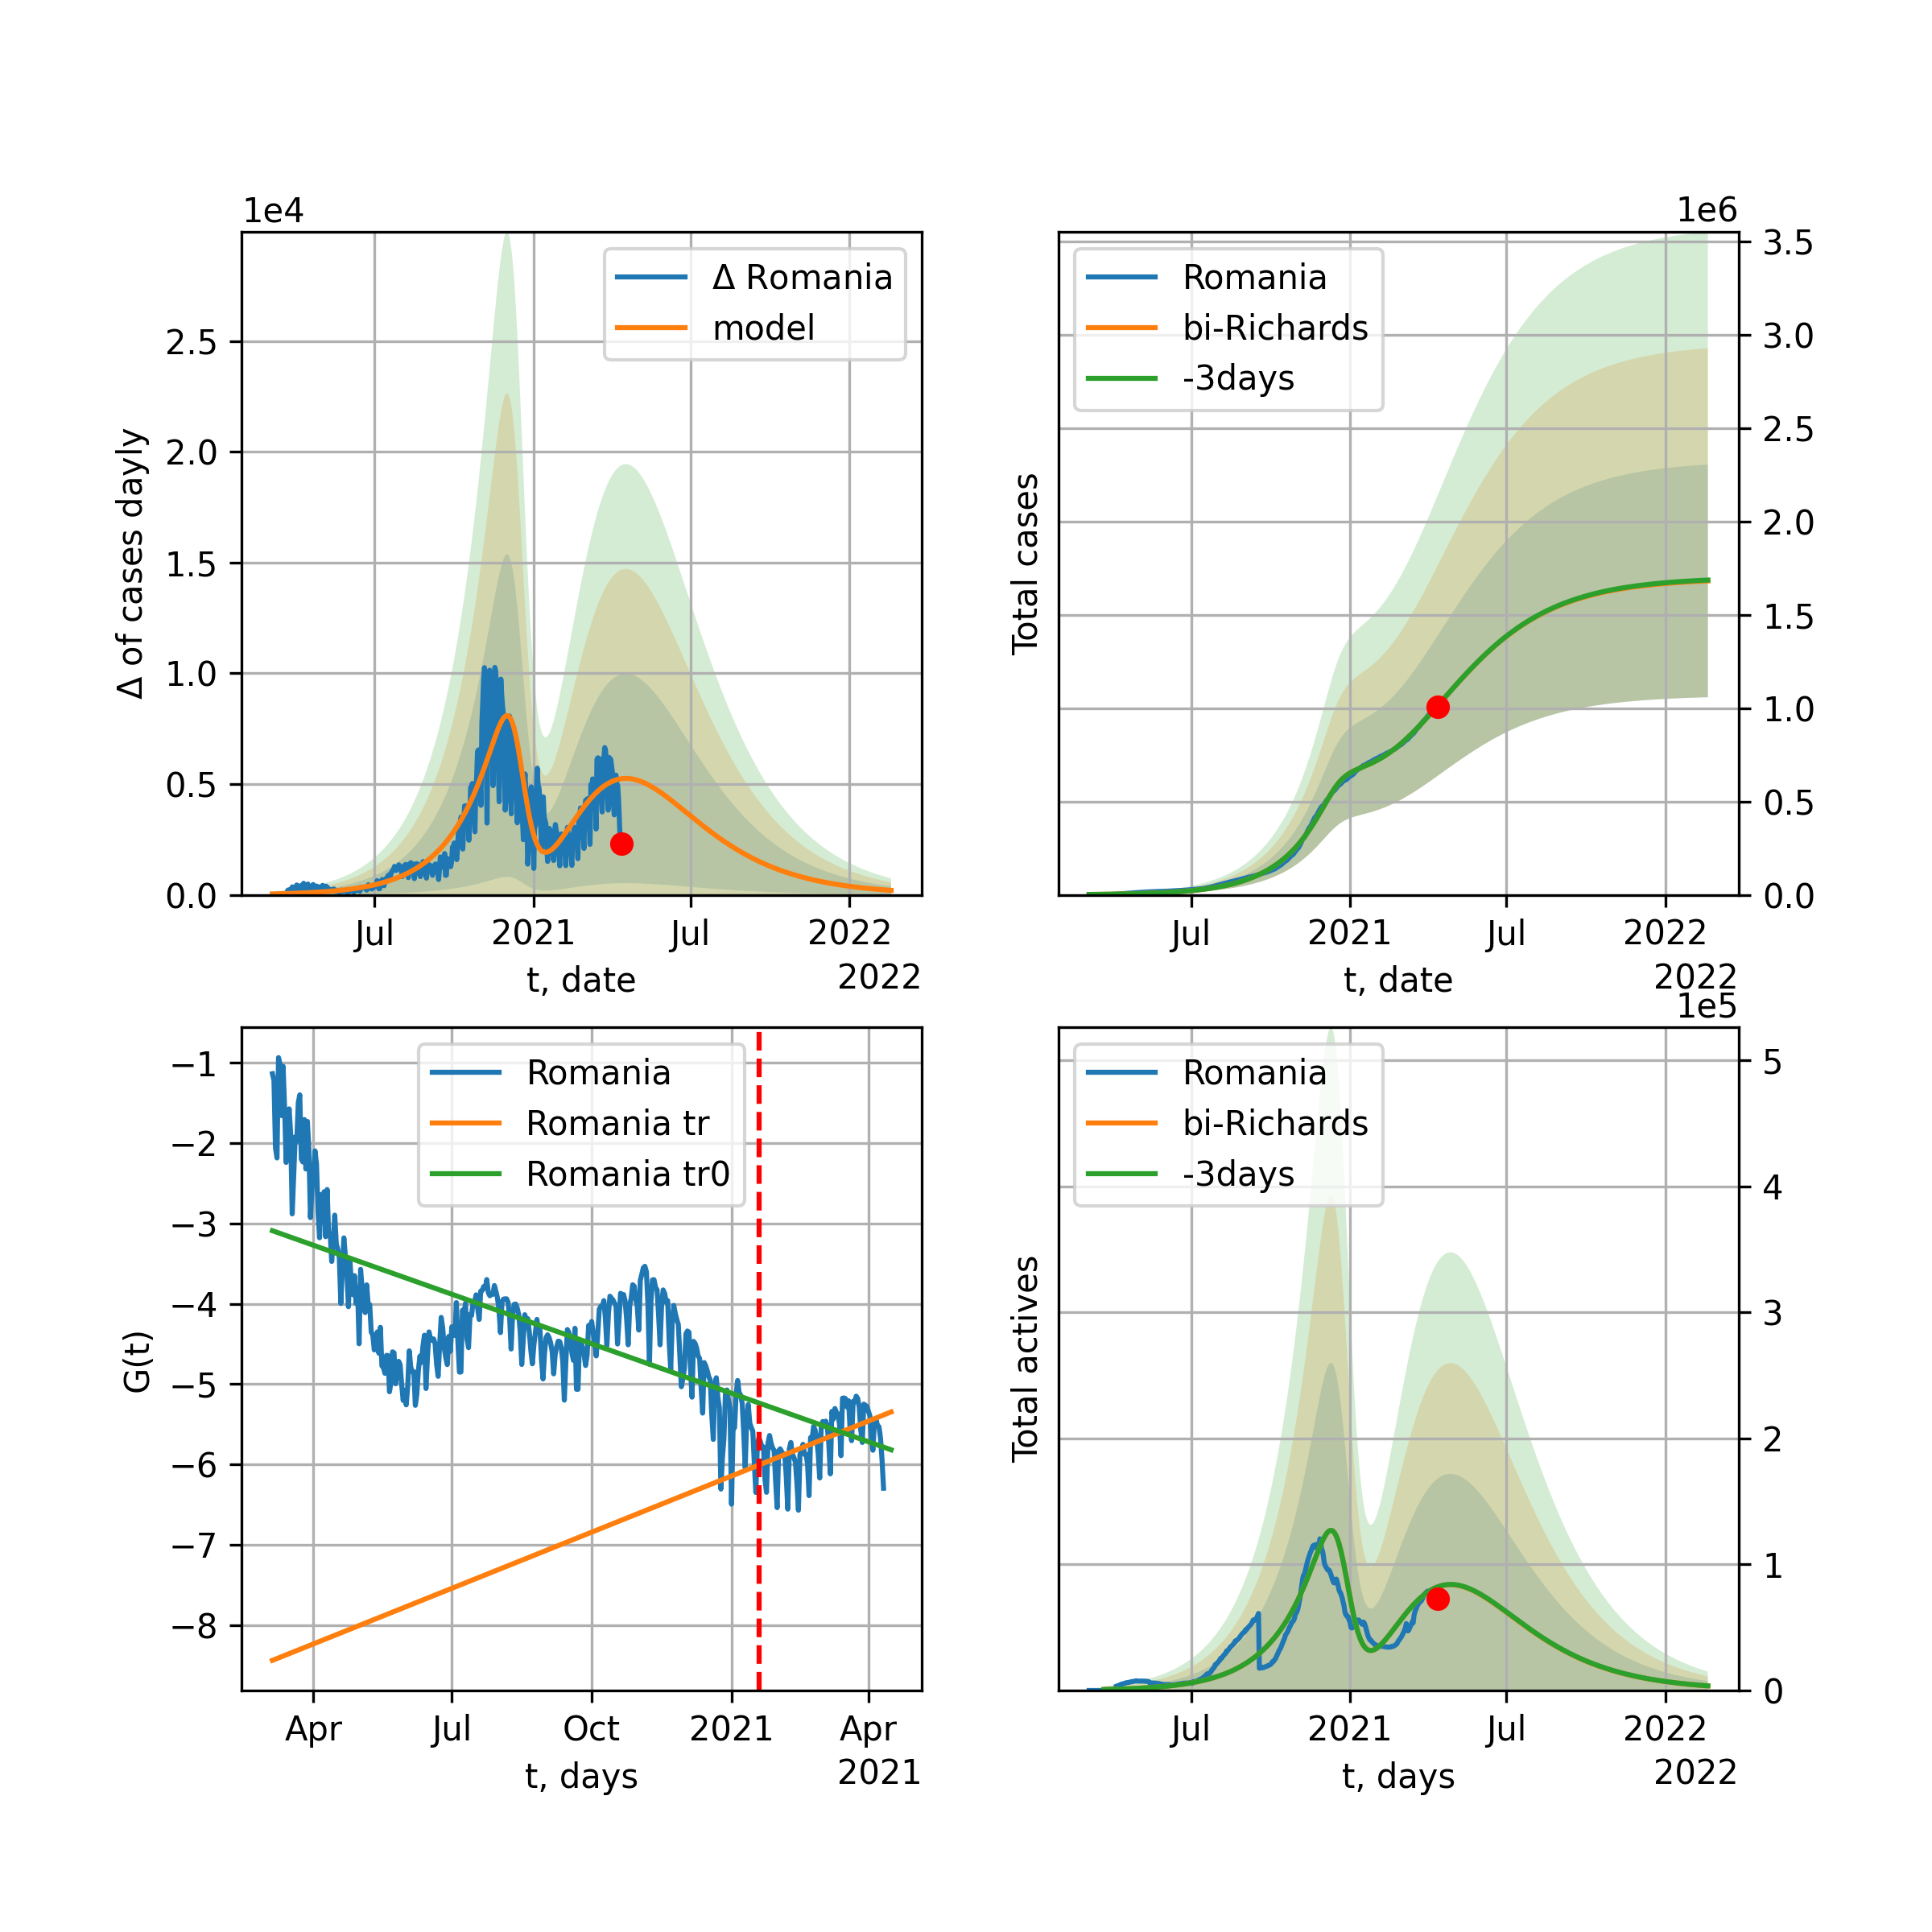 1e4
Δ of cases dayly
2.5
2.0
1.5
1.0
0.5
0.0
Δ Romania
model
Jul
2021
Jul
2022
2022
t, date
1e6
Total cases
Romania
bi-Richards
-3days
3.5
3.0
2.5
2.0
1.5
1.0
0.5
0.0
Jul
2021
Jul
2022
2022
t, date
G(t)
−1
−2
−3
−4
−5
−6
−7
−8
Romania
Romania tr
Romania tr0
Apr
Jul
Oct
2021
Apr
2021
t, days
1e5
Total actives
Romania
bi-Richards
-3days
5
4
3
2
1
0
Jul
2021
Jul
2022
2022
t, days